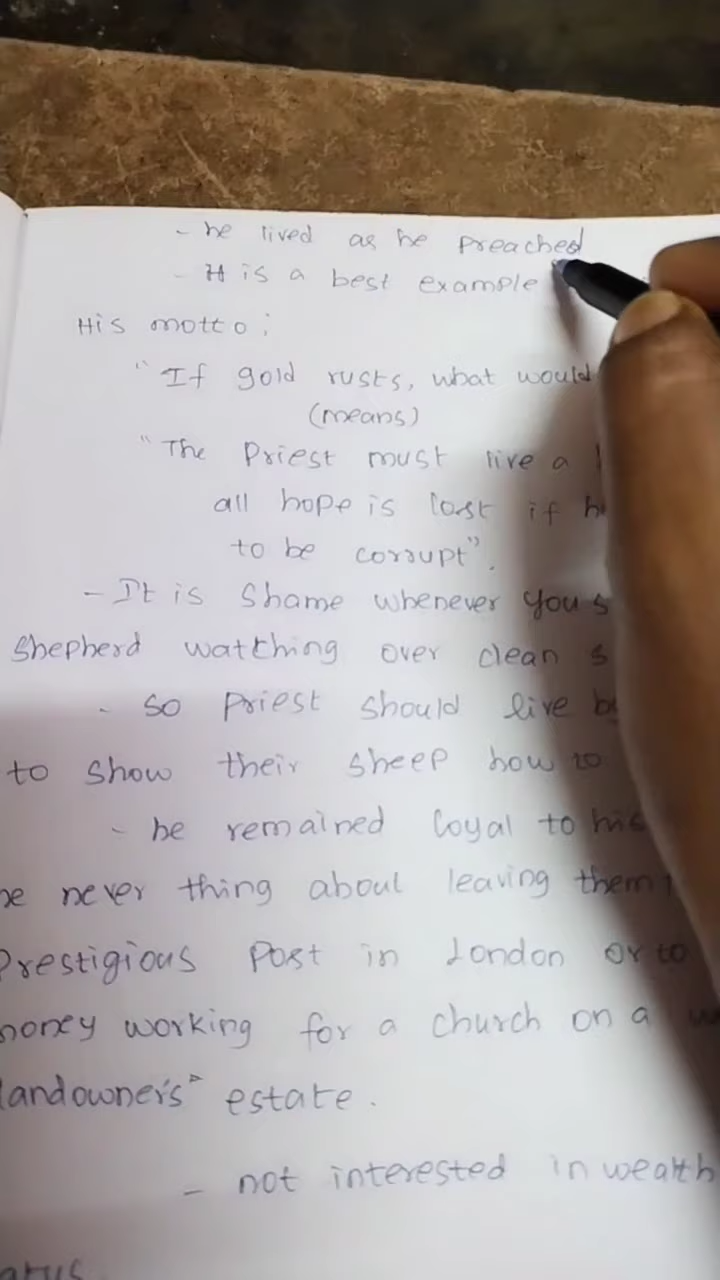 - he lived as he preached
- H is a best example
His motto :
"If gold rusts, what would
(means)
"The Priest must live a
all hope is lost if
to be corrupt".
- It is shame whenever you
shepherd watching over clean
- so Priest should live
to show their sheep how to
- he remained loyal to his
never thing about leaving them
Prestigious Post in London or to
money working for a church on a
landowners" estate.
- not interested in wealth